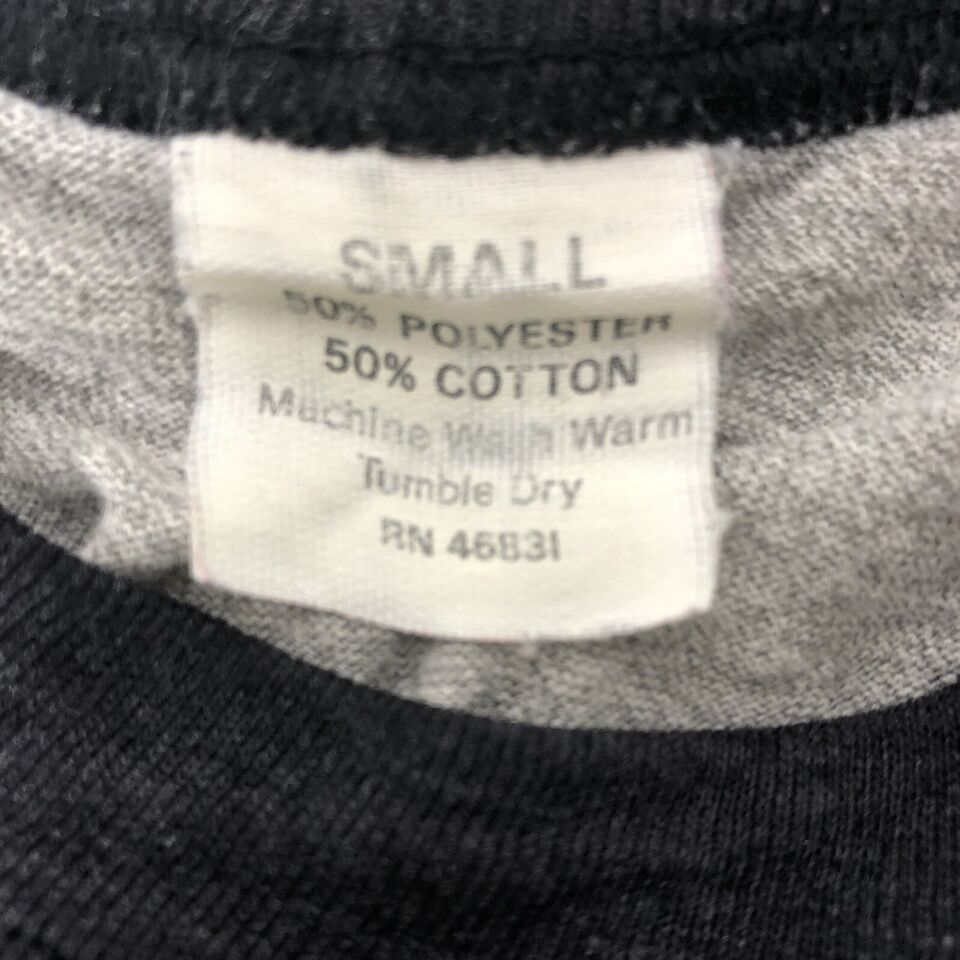 SMALL
50% POLYESTER
50% COTTON
Machine Wash Warm
Tumble Dry
RN 46831